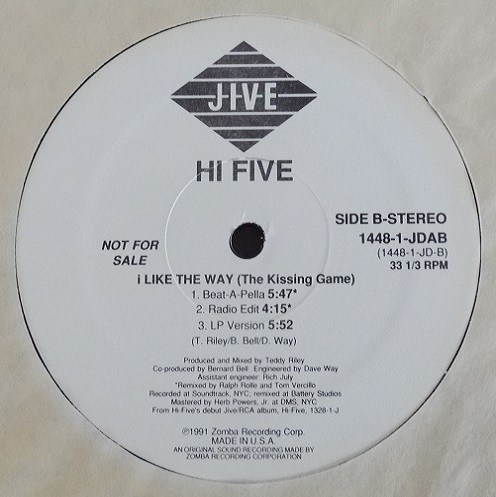 JIVE
HI FIVE
SIDE B-STEREO
NOT FOR
SALE
1448-1-JDAB
(1448-1-JD-B)
33 1/3 RPM
i LIKE THE WAY (The Kissing Game)
1. Beat-A-Pella 5:47*
2. Radio Edit 4:15*
3. LP Version 5:52
(T. Riley/B. Bell/D. Way)
Produced and Mixed by Teddy Riley
Co-produced by Bernard Bell Engineered by Dave Way
Assistant engineer: Rich July
*Remixed by Ralph Rolle and Tom Vercillo
Recorded at Soundtrack, NYC; remixed at Battery Studios
Mastered by Herb Powers, Jr. at DMS, NYC
From Hi-Five's debut Jive/RCA album, Hi-Five, 1328-1-J
℗1991 Zomba Recording Corp.
MADE IN U.S.A.
AN ORIGINAL SOUND RECORDING MADE BY
ZOMBA RECORDING CORPORATION